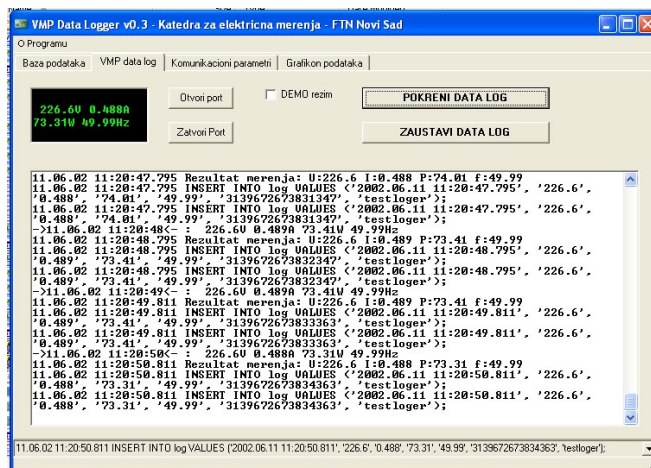 VMP Data Logger v0.3 - Katedra za elektricna merenja - FTN Novi Sad
O Programu
Baza podataka VMP data log Komunikacioni parametri Grafikon podataka
226.6V 0.488A
73.31W 49.99Hz
Otvori port
DEMO rezim
POKRENI DATA LOG
Zatvori Port
ZAUSTAVI DATA LOG
11.06.02 11:20:47.795 Rezultat merenja: U:226.6 I:0.488 P:74.01 f:49.99
11.06.02 11:20:47.795 INSERT INTO log VALUES ('2002.06.11 11:20:47.795', '226.6',
'0.488', '74.01', '49.99', '3139672673831347', 'testloger');
11.06.02 11:20:47.795 INSERT INTO log VALUES ('2002.06.11 11:20:47.795', '226.6',
'0.488', '74.01', '49.99', '3139672673831347', 'testloger');
->11.06.02 11:20:48<- : 226.6V 0.489A 73.41W 49.99Hz
11.06.02 11:20:48.795 Rezultat merenja: U:226.6 I:0.489 P:73.41 f:49.99
11.06.02 11:20:48.795 INSERT INTO log VALUES ('2002.06.11 11:20:48.795', '226.6',
'0.489', '73.41', '49.99', '3139672673832347', 'testloger');
11.06.02 11:20:48.795 INSERT INTO log VALUES ('2002.06.11 11:20:48.795', '226.6',
'0.489', '73.41', '49.99', '3139672673832347', 'testloger');
->11.06.02 11:20:49<- : 226.6V 0.489A 73.41W 49.99Hz
11.06.02 11:20:49.811 Rezultat merenja: U:226.6 I:0.489 P:73.41 f:49.99
11.06.02 11:20:49.811 INSERT INTO log VALUES ('2002.06.11 11:20:49.811', '226.6',
'0.489', '73.41', '49.99', '3139672673833363', 'testloger');
11.06.02 11:20:49.811 INSERT INTO log VALUES ('2002.06.11 11:20:49.811', '226.6',
'0.489', '73.41', '49.99', '3139672673833363', 'testloger');
->11.06.02 11:20:50<- : 226.6V 0.488A 73.31W 49.99Hz
11.06.02 11:20:50.811 Rezultat merenja: U:226.6 I:0.488 P:73.31 f:49.99
11.06.02 11:20:50.811 INSERT INTO log VALUES ('2002.06.11 11:20:50.811', '226.6',
'0.488', '73.31', '49.99', '3139672673834363', 'testloger');
11.06.02 11:20:50.811 INSERT INTO log VALUES ('2002.06.11 11:20:50.811', '226.6',
'0.488', '73.31', '49.99', '3139672673834363', 'testloger');
11.06.02 11:20:50.811 INSERT INTO log VALUES ('2002.06.11 11:20:50.811', '226.6', '0.488', '73.31', '49.99', '3139672673834363', 'testloger');